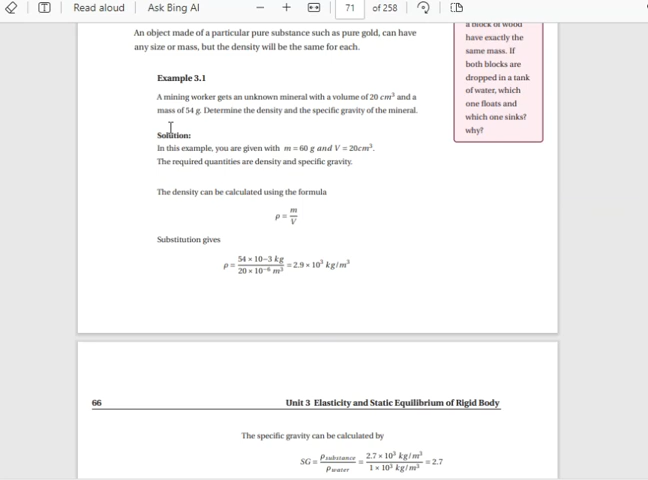 Read aloud Ask Bing AI 71 of 258
An object made of a particular pure substance such as pure gold, can have
any size or mass, but the density will be the same for each.
a block of wood
have exactly the
same mass. If
both blocks are
dropped in a tank
of water, which
one floats and
which one sinks?
why?
Example 3.1
A mining worker gets an unknown mineral with a volume of 20 cm³ and a
mass of 54 g. Determine the density and the specific gravity of the mineral.
Solution:
In this example, you are given with m = 60 g and V = 20cm³.
The required quantities are density and specific gravity.
The density can be calculated using the formula
ρ = m/V
Substitution gives
ρ = 54 × 10−3 kg / 20 × 10⁻⁶ m³ = 2.9 × 10³ kg/m³
66 Unit 3 Elasticity and Static Equilibrium of Rigid Body
The specific gravity can be calculated by
SG = ρsubstance / ρwater = 2.7 × 10³ kg/m³ / 1 × 10³ kg/m³ = 2.7